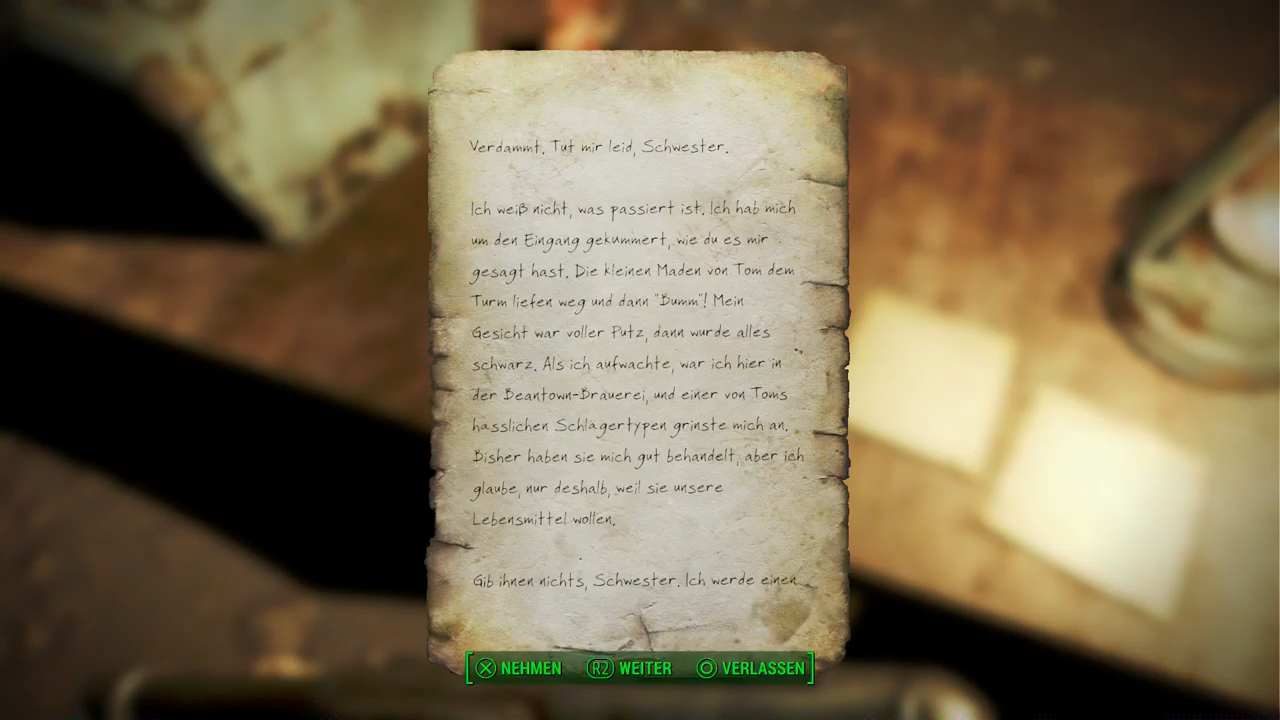 Verdammt. Tut mir leid, Schwester.
Ich weiß nicht, was passiert ist. Ich hab mich
um den Eingang gekummert, wie du es mir
gesagt hast. Die kleinen Maden von Tom dem
Turm liefen weg und dann "Bumm"! Mein
Gesicht war voller Putz, dann wurde alles
schwarz. Als ich aufwachte, war ich hier in
der Beantown-Brauerei, und einer von Toms
hasslichen Schlagertypen grinste mich an.
Bisher haben sie mich gut behandelt, aber ich
glaube, nur deshalb, weil sie unsere
Lebensmittel wollen.
Gib ihnen nichts, Schwester. Ich werde einen
NEHMEN R2 WEITER VERLASSEN